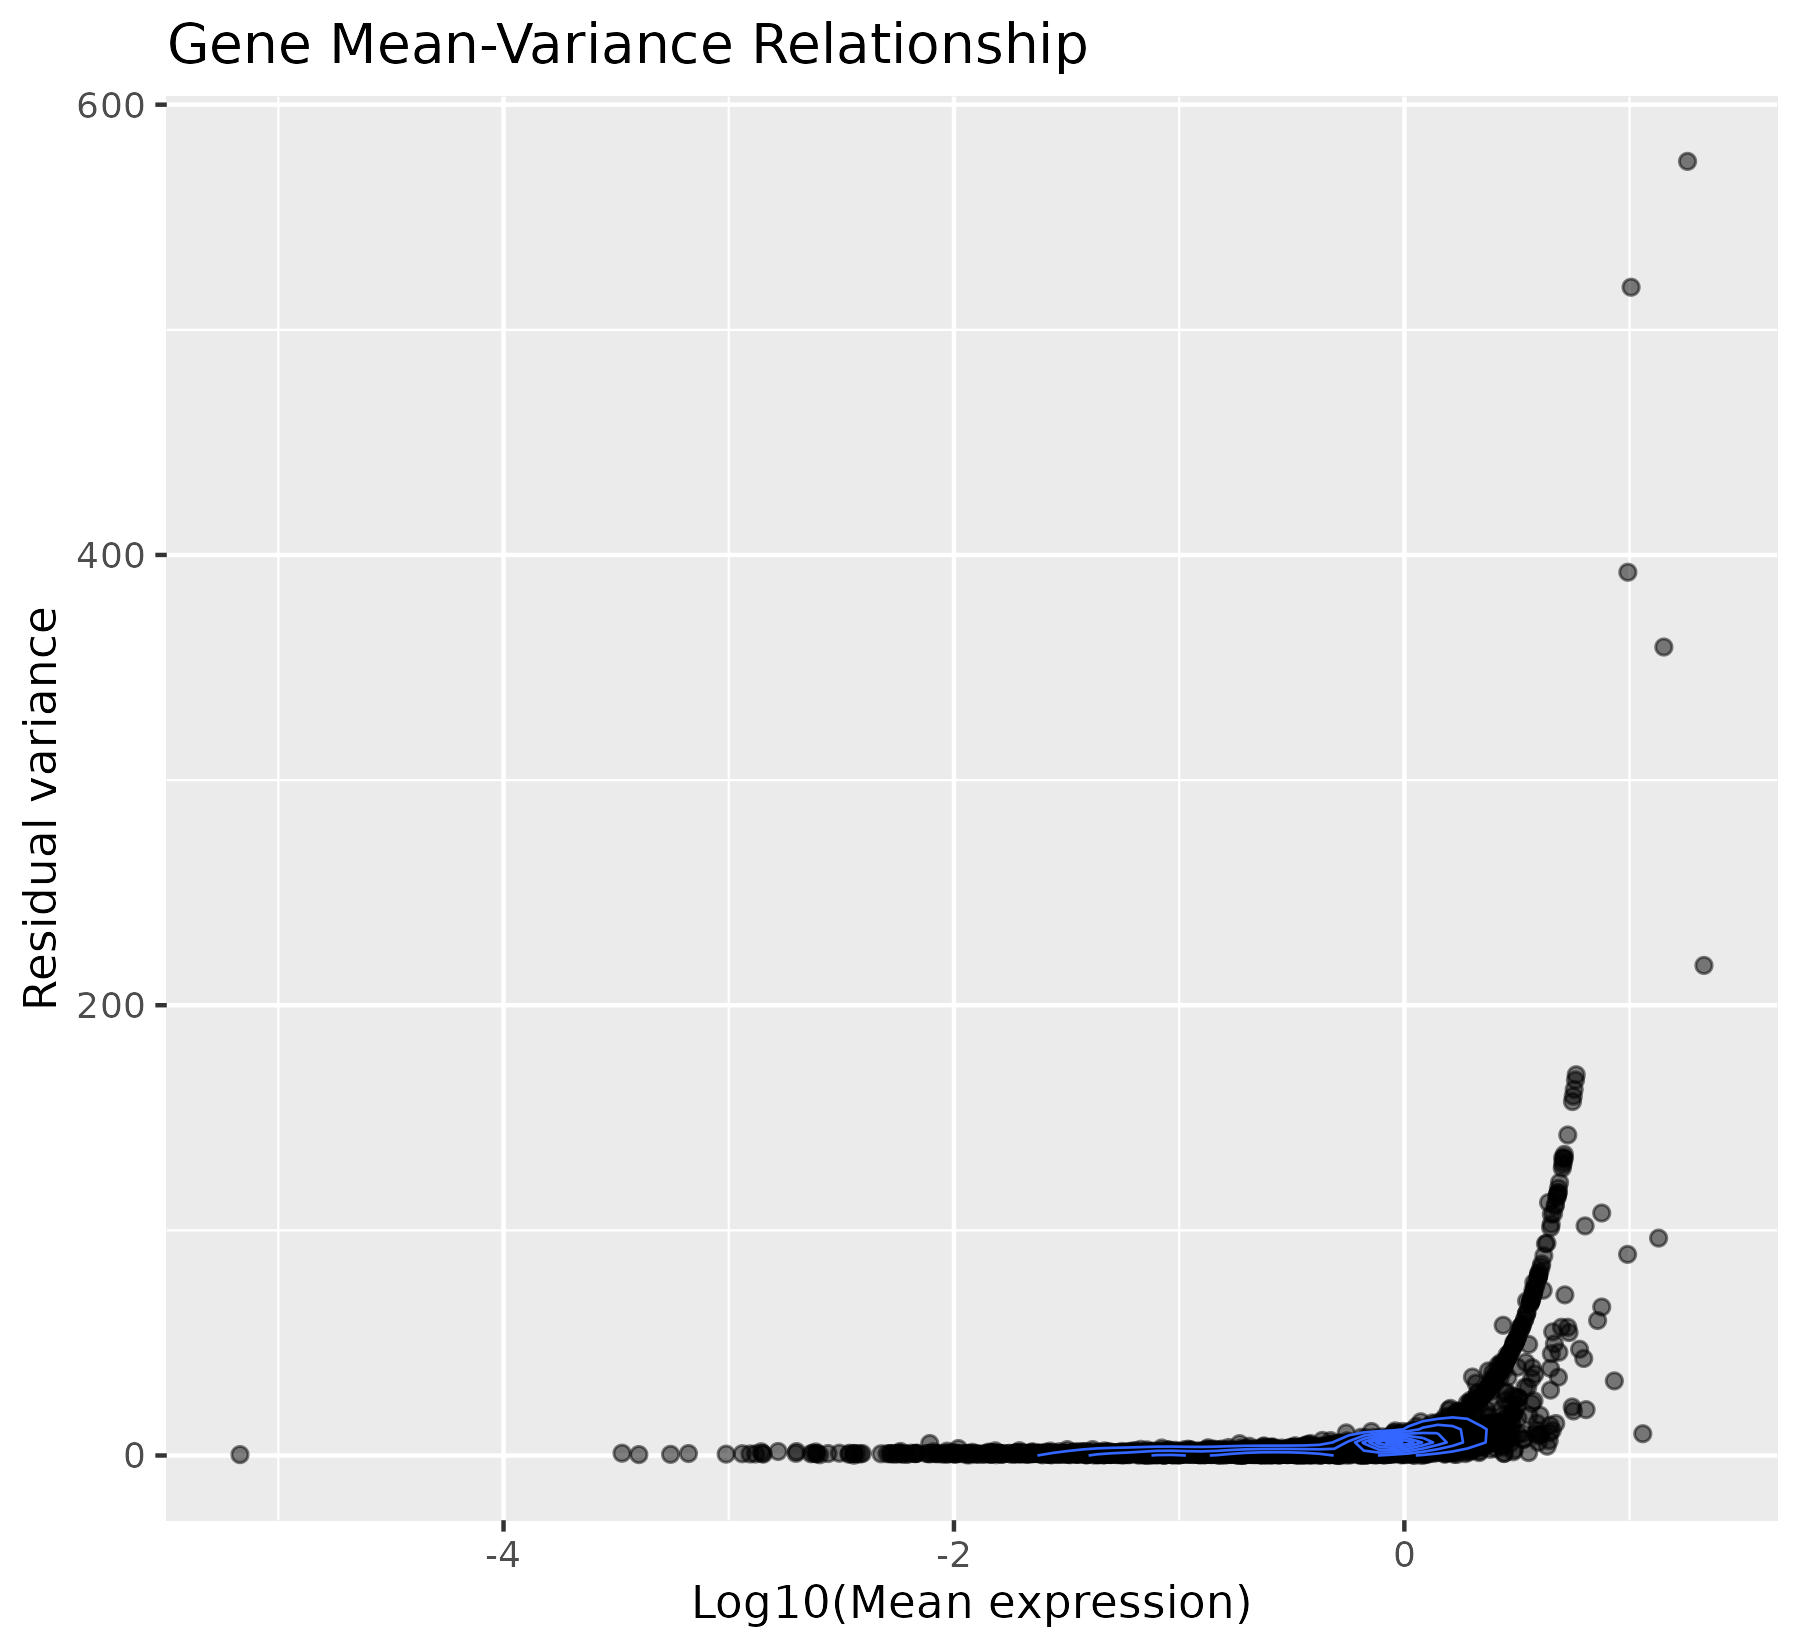 Gene Mean-Variance Relationship
600
400
200
0
Residual variance
-4
-2
0
Log10(Mean expression)